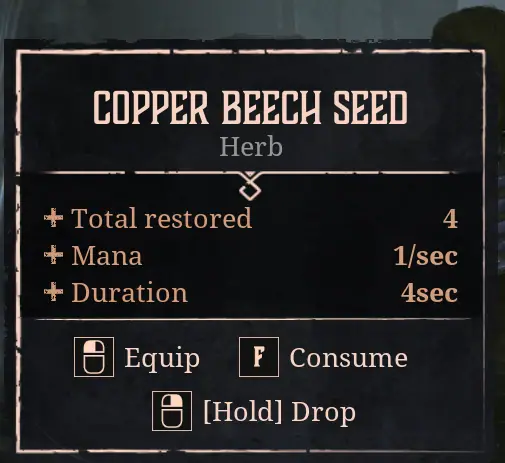 COPPER BEECH SEED
Herb
Total restored 4
Mana 1/sec
Duration 4sec
Equip F Consume
[Hold] Drop